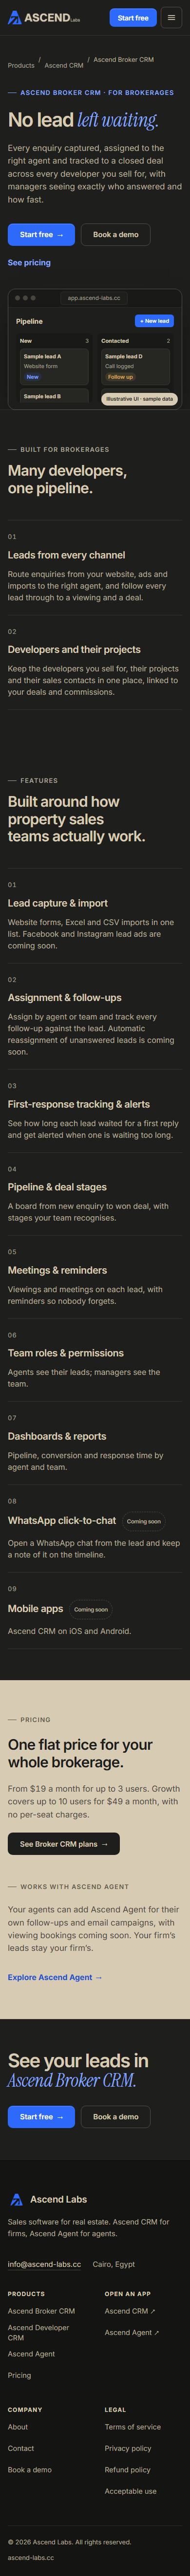 ASCEND LABS
Start free
Products / Ascend CRM / Ascend Broker CRM
ASCEND BROKER CRM · FOR BROKERAGES
No lead left waiting.
Every enquiry captured, assigned to the
right agent and tracked to a closed deal
across every developer you sell for, with
managers seeing exactly who answered and
how fast.
Start free →
Book a demo
See pricing
app.ascend-labs.cc
Pipeline
+ New lead
New 3
Contacted 2
Sample lead A
Website form
New
Sample lead D
Call logged
Follow up
Sample lead B
Illustrative UI · sample data
BUILT FOR BROKERAGES
Many developers,
one pipeline.
01
Leads from every channel
Route enquiries from your website, ads and
imports to the right agent, and follow every
lead through to a viewing and a deal.
02
Developers and their projects
Keep the developers you sell for, their projects
and their sales contacts in one place, linked to
your deals and commissions.
FEATURES
Built around how
property sales
teams actually work.
01
Lead capture & import
Website forms, Excel and CSV imports in one
list. Facebook and Instagram lead ads are
coming soon.
02
Assignment & follow-ups
Assign by agent or team and track every
follow-up against the lead. Automatic
reassignment of unanswered leads is coming
soon.
03
First-response tracking & alerts
See how long each lead waited for a first reply
and get alerted when one is waiting too long.
04
Pipeline & deal stages
A board from new enquiry to won deal, with
stages your team recognises.
05
Meetings & reminders
Viewings and meetings on each lead, with
reminders so nobody forgets.
06
Team roles & permissions
Agents see their leads; managers see the
team.
07
Dashboards & reports
Pipeline, conversion and response time by
agent and team.
08
WhatsApp click-to-chat Coming soon
Open a WhatsApp chat from the lead and keep
a note of it on the timeline.
09
Mobile apps Coming soon
Ascend CRM on iOS and Android.
PRICING
One flat price for your
whole brokerage.
From $19 a month for up to 3 users. Growth
covers up to 10 users for $49 a month, with
no per-seat charges.
See Broker CRM plans →
WORKS WITH ASCEND AGENT
Your agents can add Ascend Agent for their
own follow-ups and email campaigns, with
viewing bookings coming soon. Your firm's
leads stay your firm's.
Explore Ascend Agent →
See your leads in
Ascend Broker CRM.
Start free →
Book a demo
Ascend Labs
Sales software for real estate. Ascend CRM for
firms, Ascend Agent for agents.
info@ascend-labs.cc
Cairo, Egypt
PRODUCTS
Ascend Broker CRM
Ascend Developer
CRM
Ascend Agent
Pricing
OPEN AN APP
Ascend CRM ↗
Ascend Agent ↗
COMPANY
About
Contact
Book a demo
LEGAL
Terms of service
Privacy policy
Refund policy
Acceptable use
© 2026 Ascend Labs. All rights reserved.
ascend-labs.cc